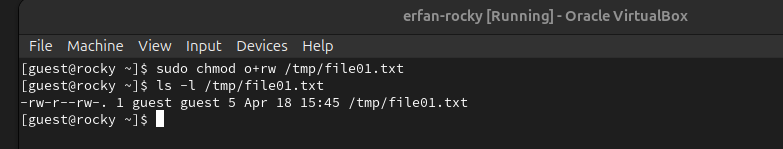 erfan-rocky [Running] - Oracle VirtualBox
File Machine View Input Devices Help
[guest@rocky ~]$ sudo chmod o+rw /tmp/file01.txt
[guest@rocky ~]$ ls -l /tmp/file01.txt
-rw-r--rw-. 1 guest guest 5 Apr 18 15:45 /tmp/file01.txt
[guest@rocky ~]$